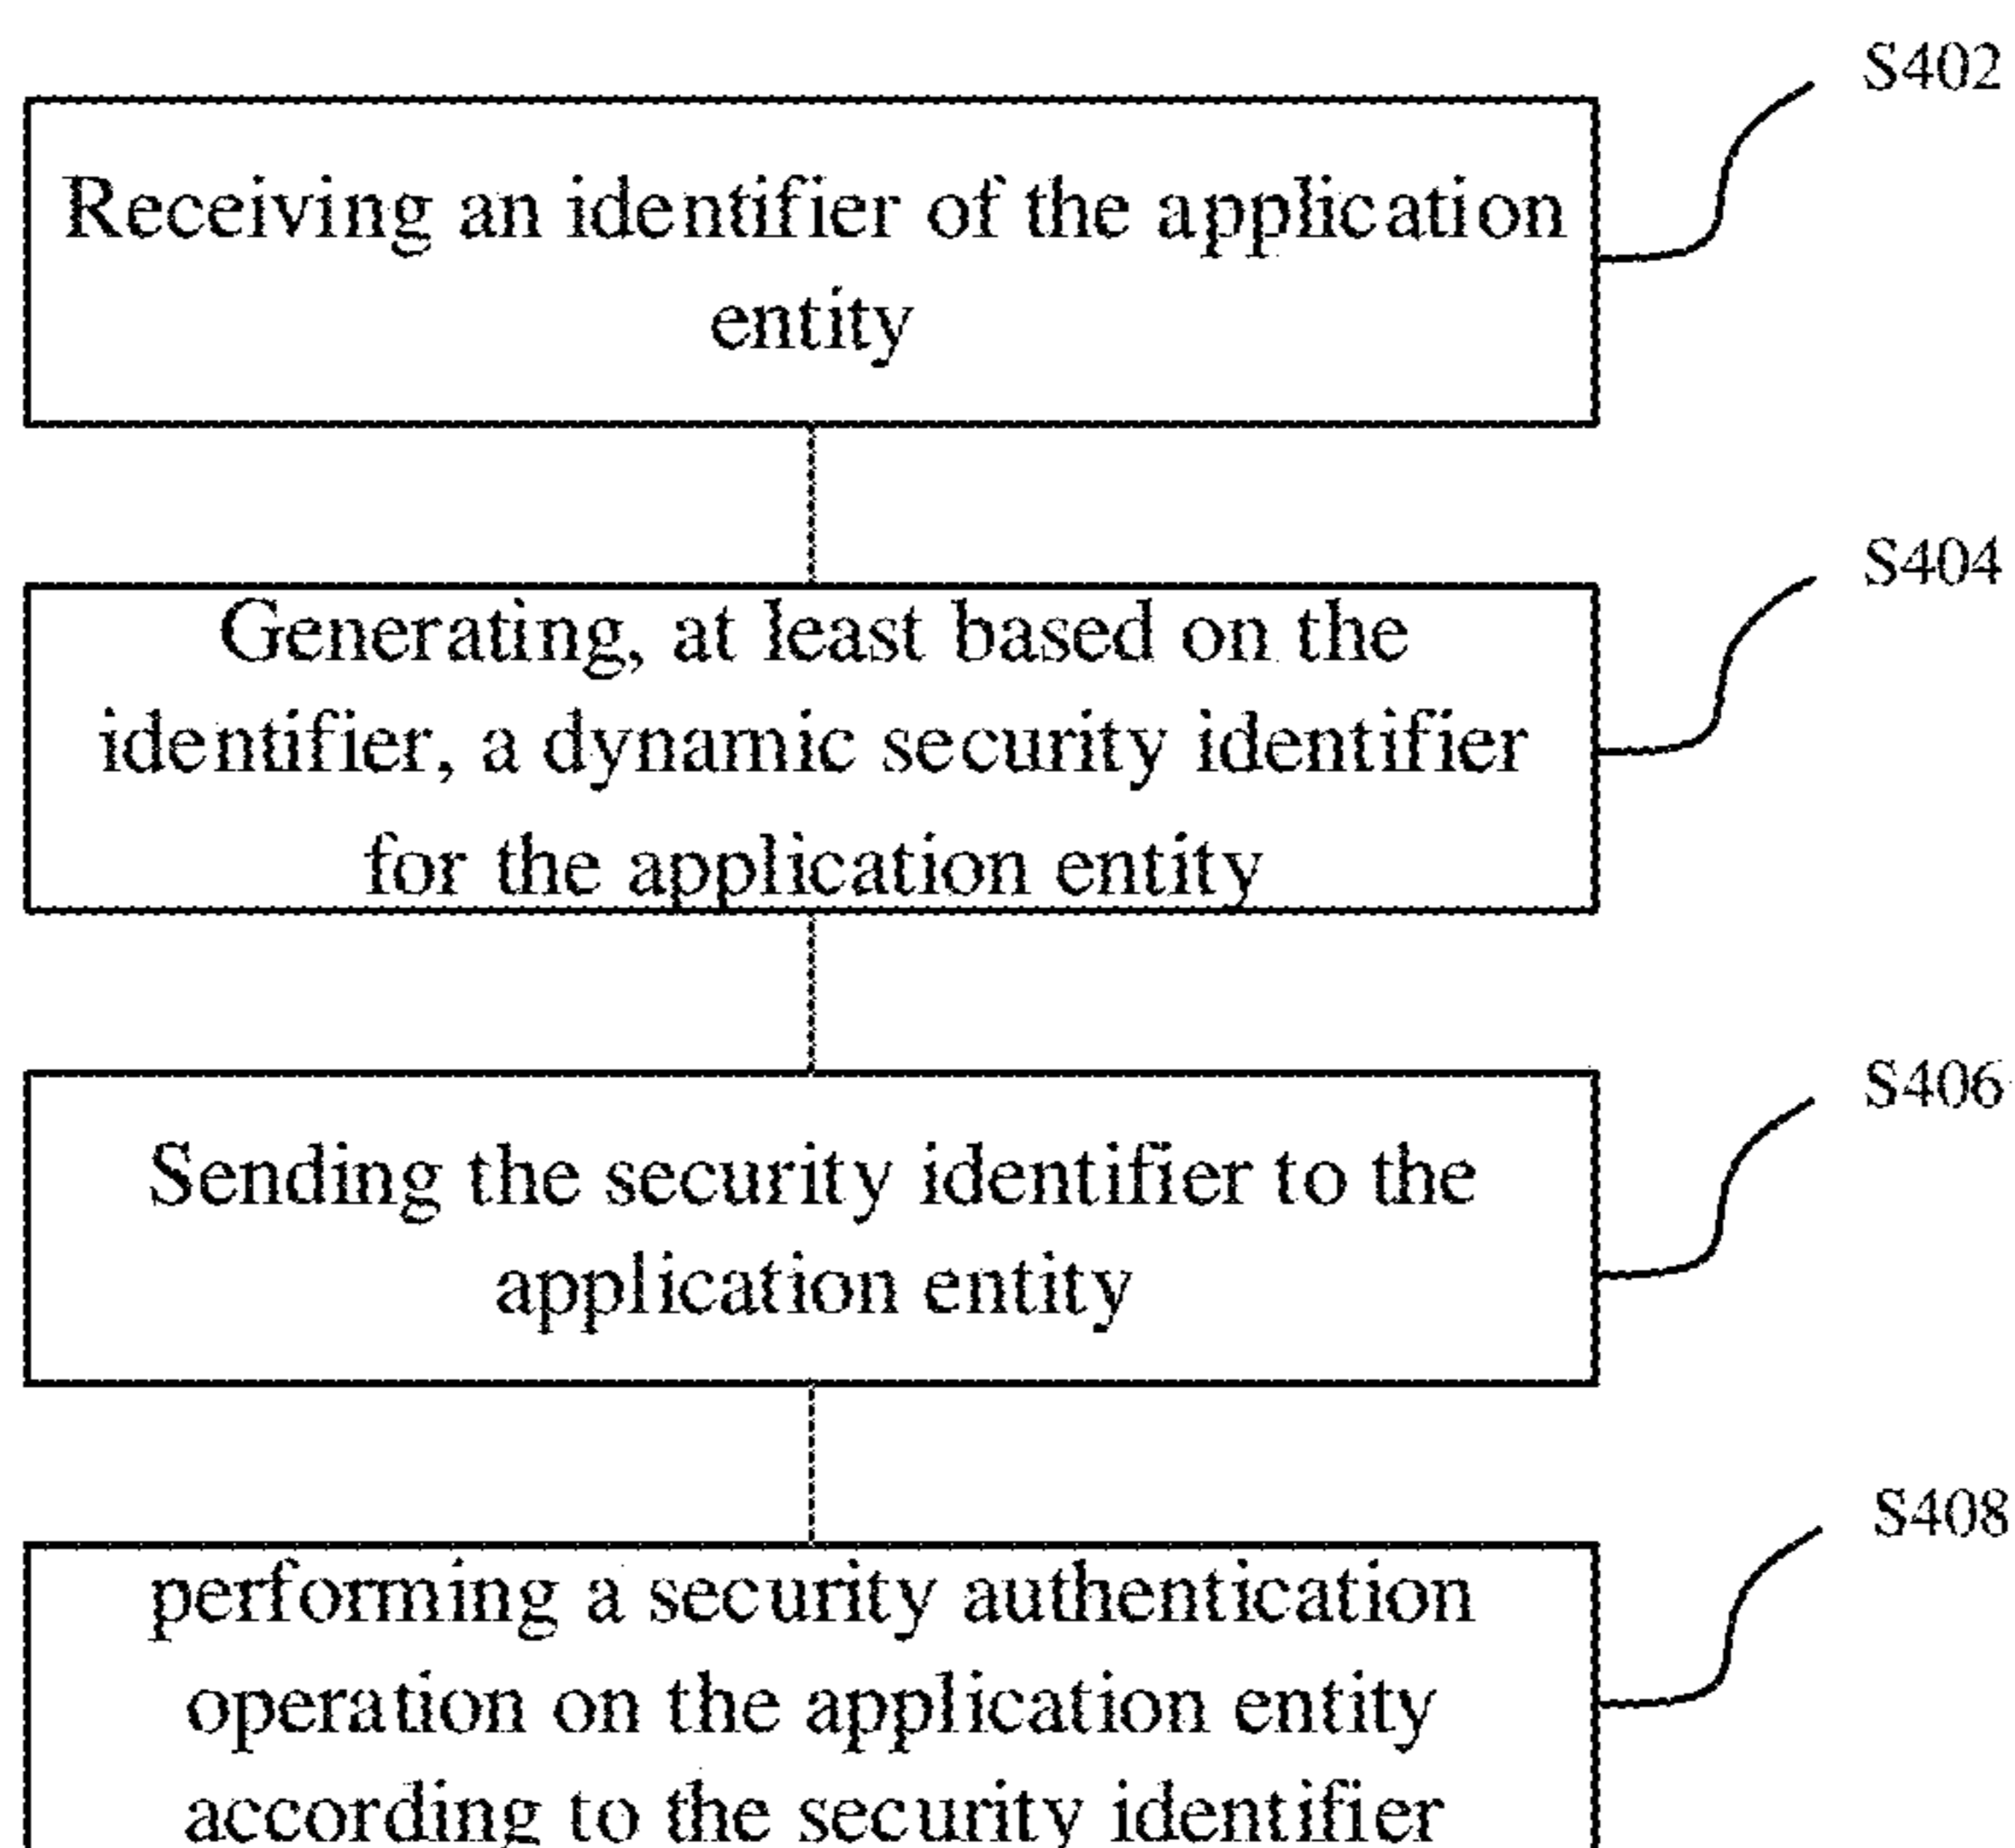 S402
Receiving an identifier of the application
entity
S404
Generating, at least based on the
identifier, a dynamic security identifier
for the application entity
S406
Sending the security identifier to the
application entity
S408
performing a security authentication
operation on the application entity
according to the security identifier